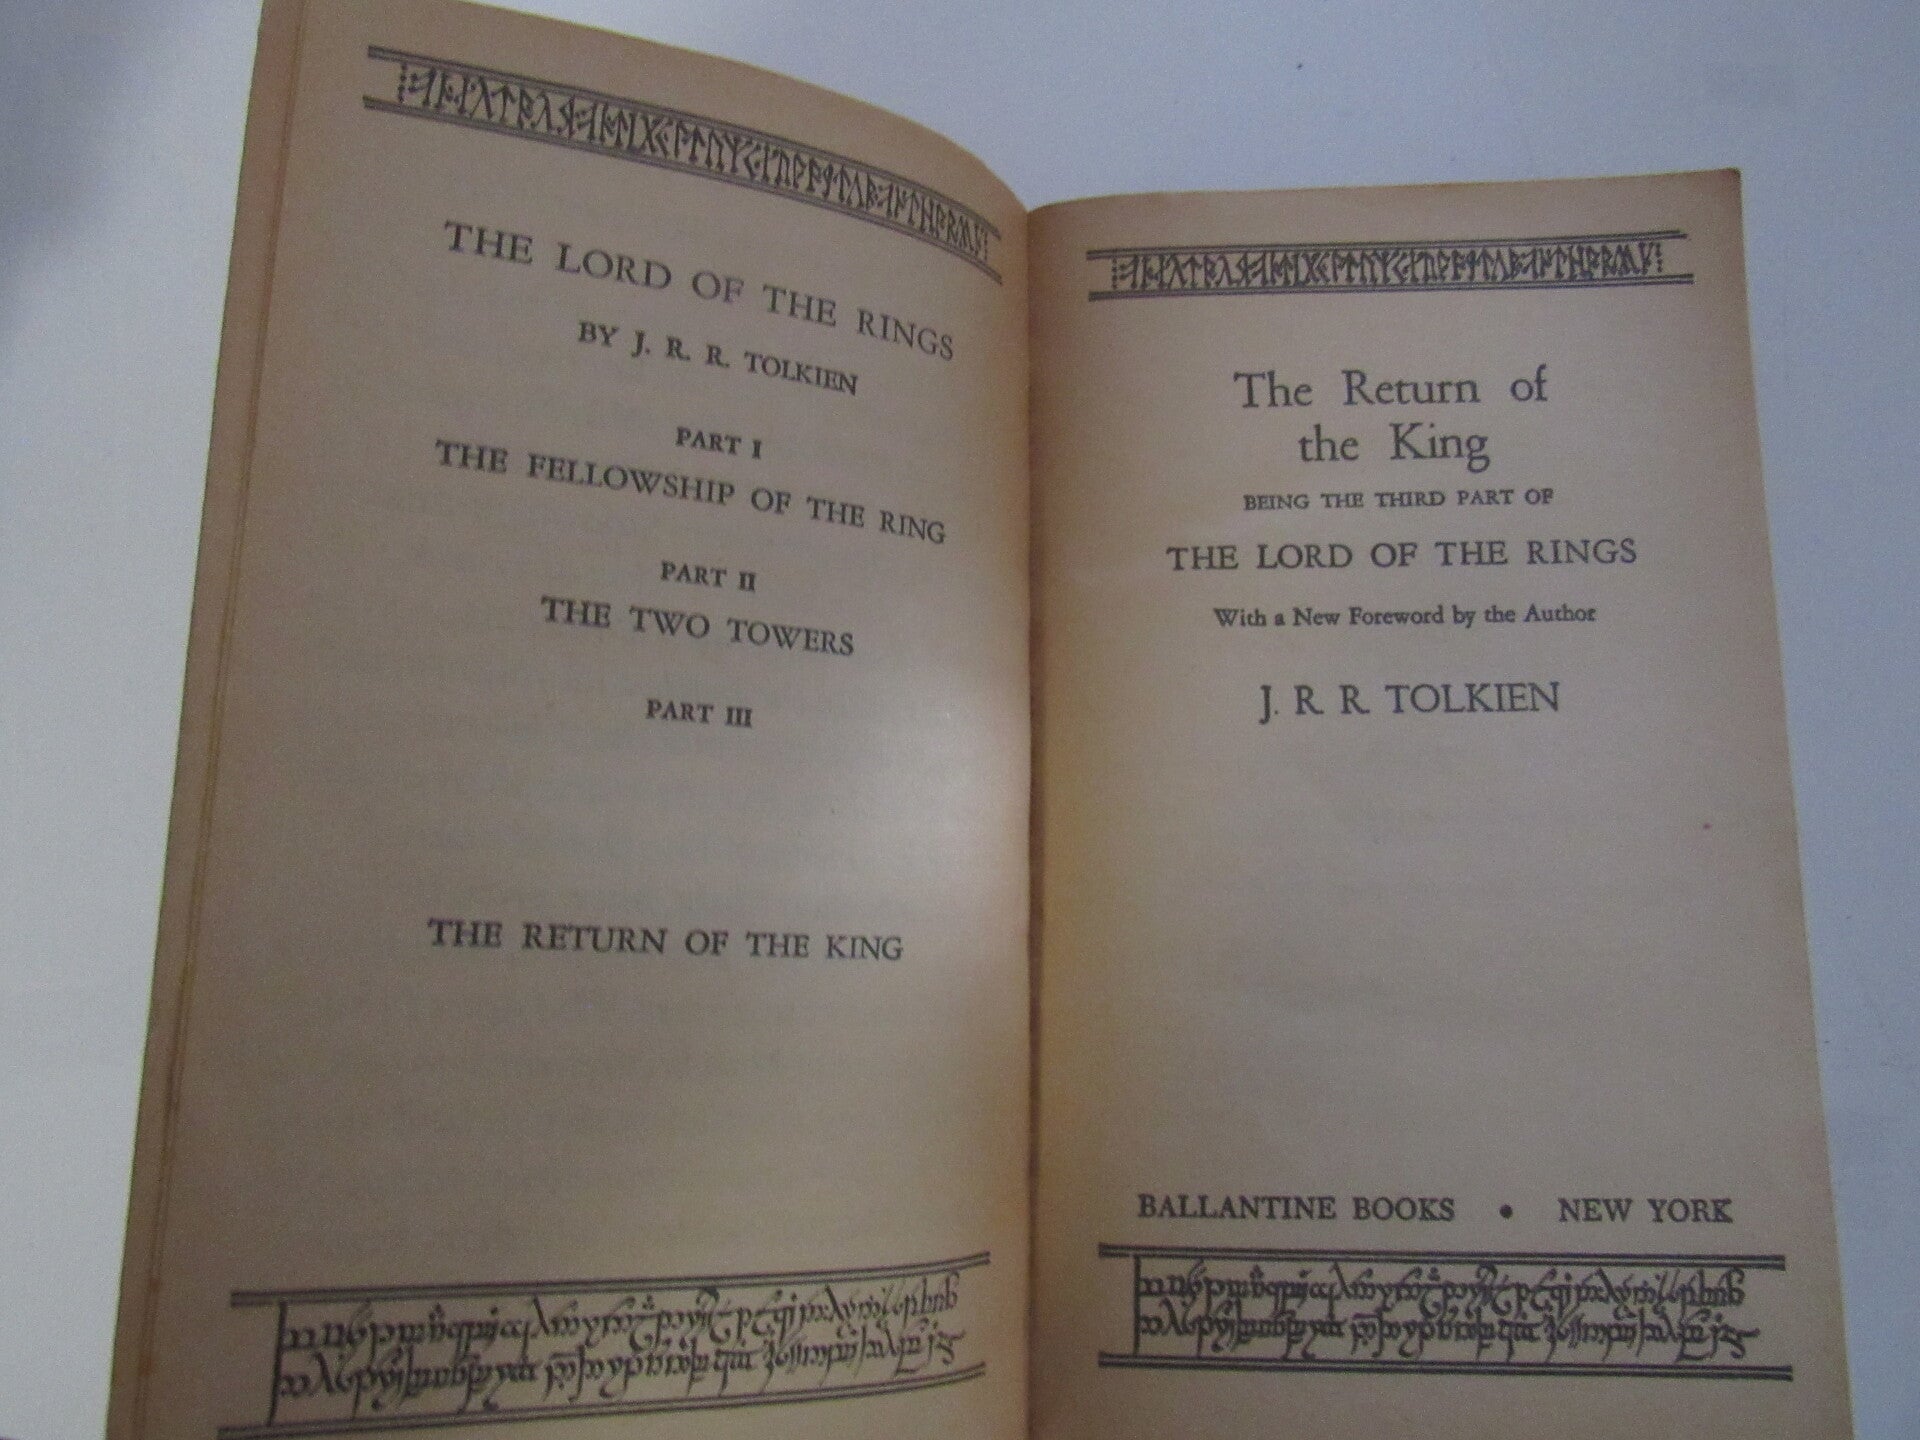 THE LORD OF THE RINGS
BY J. R. R. TOLKIEN
PART I
THE FELLOWSHIP OF THE RING
PART II
THE TWO TOWERS
PART III
THE RETURN OF THE KING
The Return of
the King
BEING THE THIRD PART OF
THE LORD OF THE RINGS
With a New Foreword by the Author
J. R. R. TOLKIEN
BALLANTINE BOOKS • NEW YORK